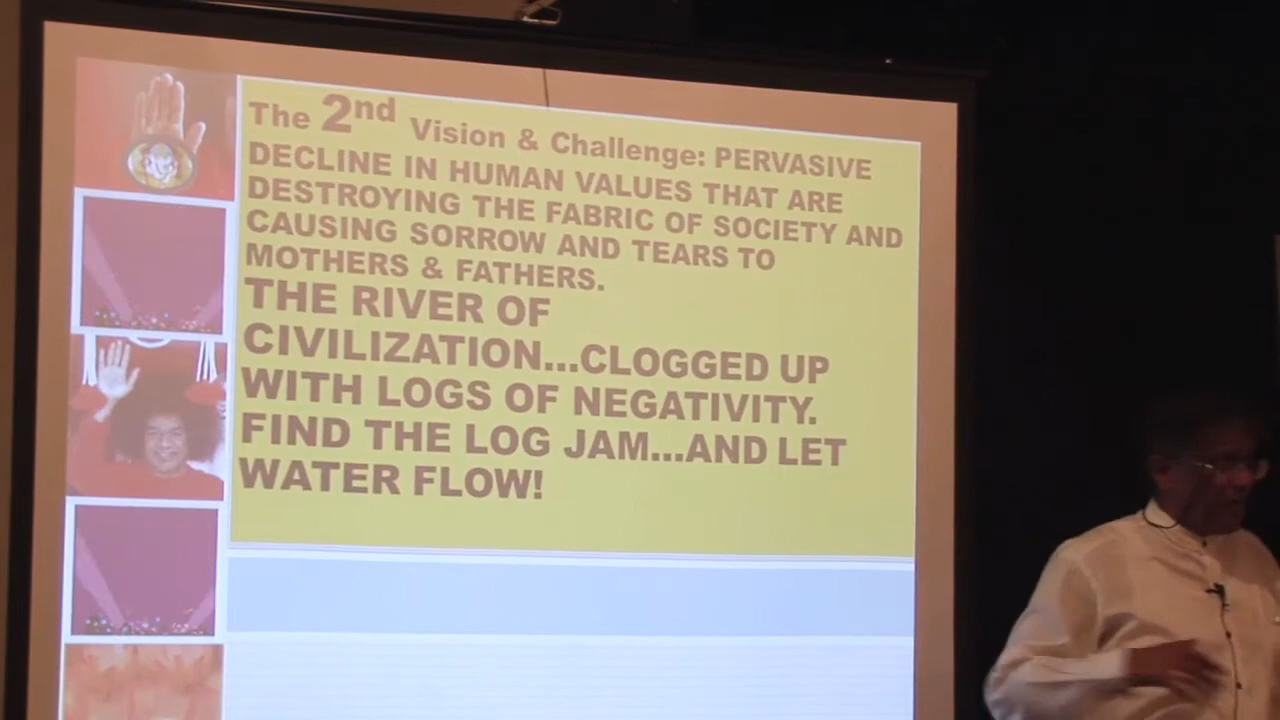 The 2nd Vision & Challenge: PERVASIVE
DECLINE IN HUMAN VALUES THAT ARE
DESTROYING THE FABRIC OF SOCIETY AND
CAUSING SORROW AND TEARS TO
MOTHERS & FATHERS.
THE RIVER OF
CIVILIZATION...CLOGGED UP
WITH LOGS OF NEGATIVITY.
FIND THE LOG JAM...AND LET
WATER FLOW!